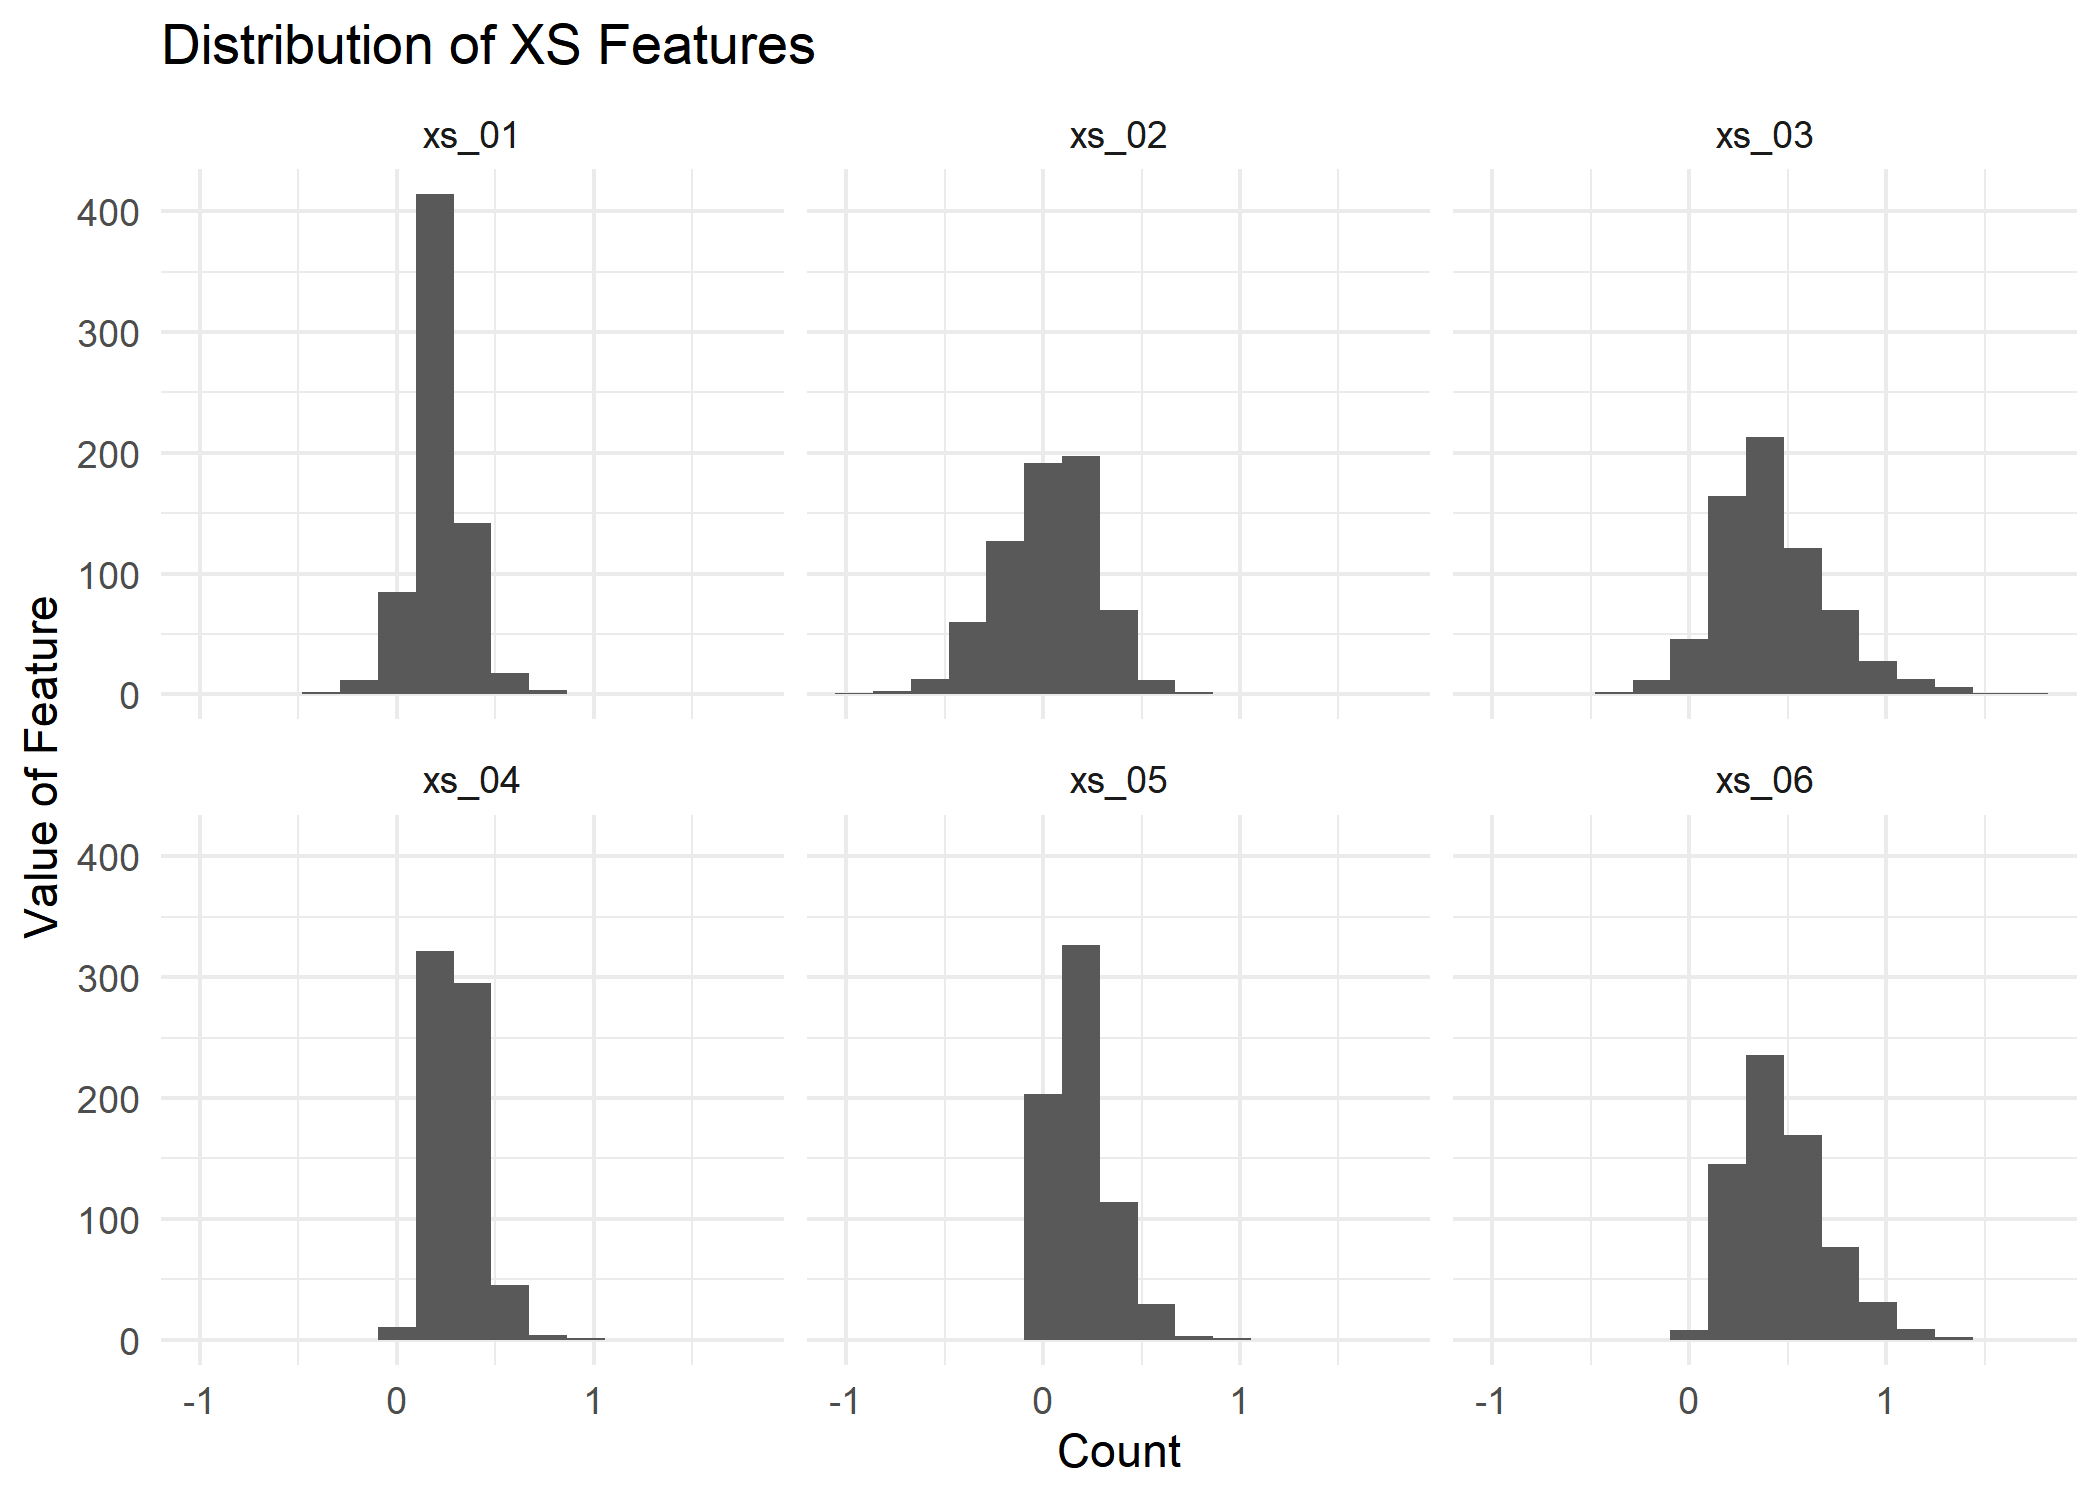 Distribution of XS Features
xs_01 xs_02 xs_03
400
300
200
100
0
Value of Feature
xs_04 xs_05 xs_06
400
300
200
100
0
-1 0 1 -1 0 1 -1 0 1
Count